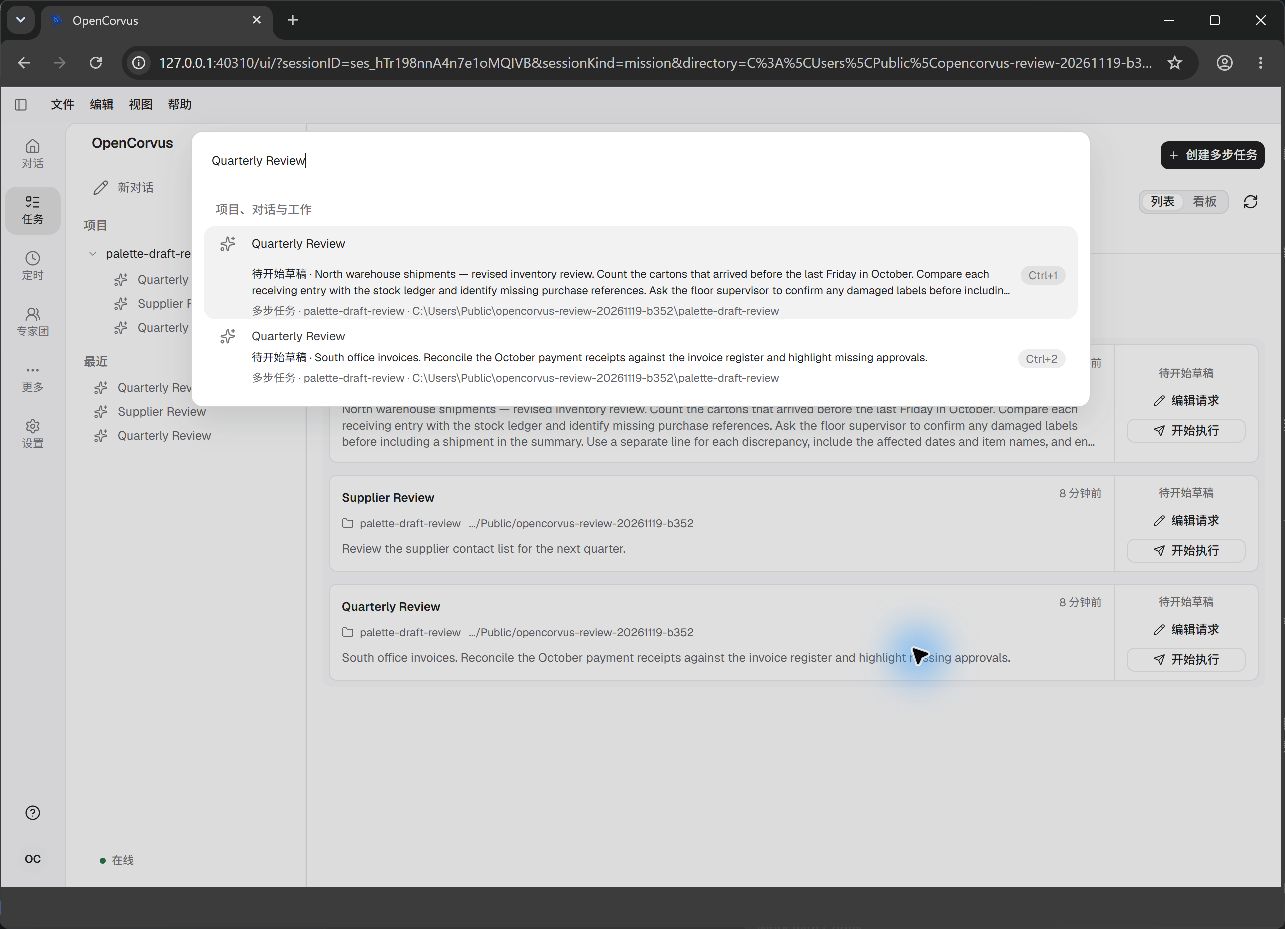 OpenCorvus
127.0.0.1:40310/ui/?sessionID=ses_hTr198nnA4n7e1oMQIVB&sessionKind=mission&directory=C%3A%5CUsers%5CPublic%5Copencorvus-review-20261119-b3...
文件 编辑 视图 帮助
对话
任务
定时
专家团
更多
设置
OC
OpenCorvus
新对话
项目
palette-draft-re
Quarterly
Supplier R
Quarterly
最近
Quarterly Rev
Supplier Review
Quarterly Review
在线
Quarterly Review
项目、对话与工作
Quarterly Review
待开始草稿 · North warehouse shipments — revised inventory review. Count the cartons that arrived before the last Friday in October. Compare each
receiving entry with the stock ledger and identify missing purchase references. Ask the floor supervisor to confirm any damaged labels before includin...
多步任务 · palette-draft-review · C:\Users\Public\opencorvus-review-20261119-b352\palette-draft-review
Ctrl+1
Quarterly Review
待开始草稿 · South office invoices. Reconcile the October payment receipts against the invoice register and highlight missing approvals.
多步任务 · palette-draft-review · C:\Users\Public\opencorvus-review-20261119-b352\palette-draft-review
Ctrl+2
+ 创建多步任务
列表 看板
前
North warehouse shipments — revised inventory review. Count the cartons that arrived before the last Friday in October. Compare each
receiving entry with the stock ledger and identify missing purchase references. Ask the floor supervisor to confirm any damaged labels
before including a shipment in the summary. Use a separate line for each discrepancy, include the affected dates and item names, and en...
待开始草稿
编辑请求
开始执行
Supplier Review
8 分钟前
palette-draft-review .../Public/opencorvus-review-20261119-b352
Review the supplier contact list for the next quarter.
待开始草稿
编辑请求
开始执行
Quarterly Review
8 分钟前
palette-draft-review .../Public/opencorvus-review-20261119-b352
South office invoices. Reconcile the October payment receipts against the invoice register and highlight missing approvals.
待开始草稿
编辑请求
开始执行